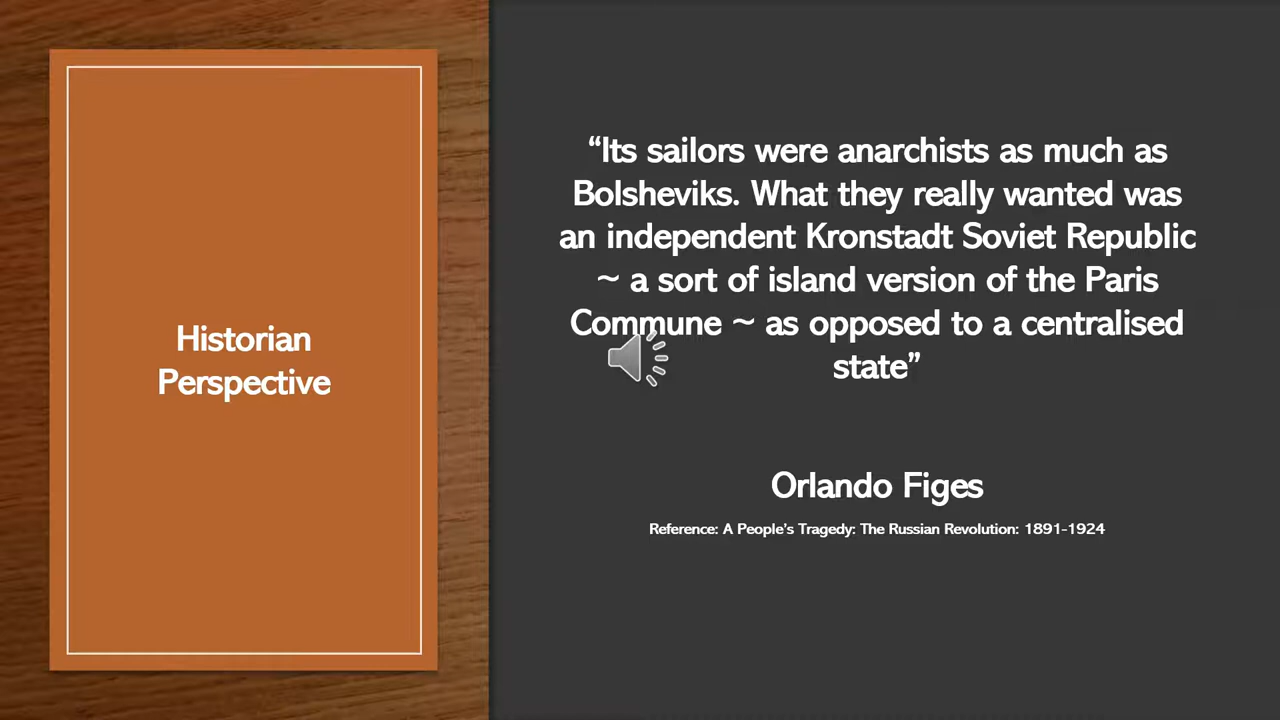 Historian
Perspective
“Its sailors were anarchists as much as
Bolsheviks. What they really wanted was
an independent Kronstadt Soviet Republic
~ a sort of island version of the Paris
Commune ~ as opposed to a centralised
state”
Orlando Figes
Reference: A People's Tragedy: The Russian Revolution: 1891-1924